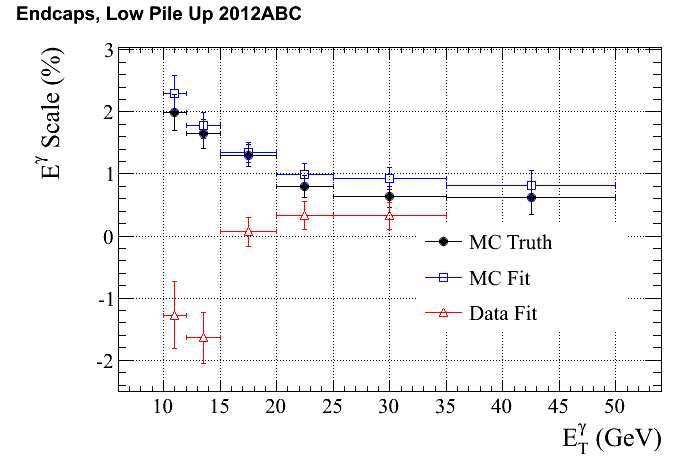 Endcaps, Low Pile Up 2012ABC
E^γ Scale (%)
3
2
1
0
-1
-2
MC Truth
MC Fit
Data Fit
10 15 20 25 30 35 40 45 50
E_T^γ (GeV)